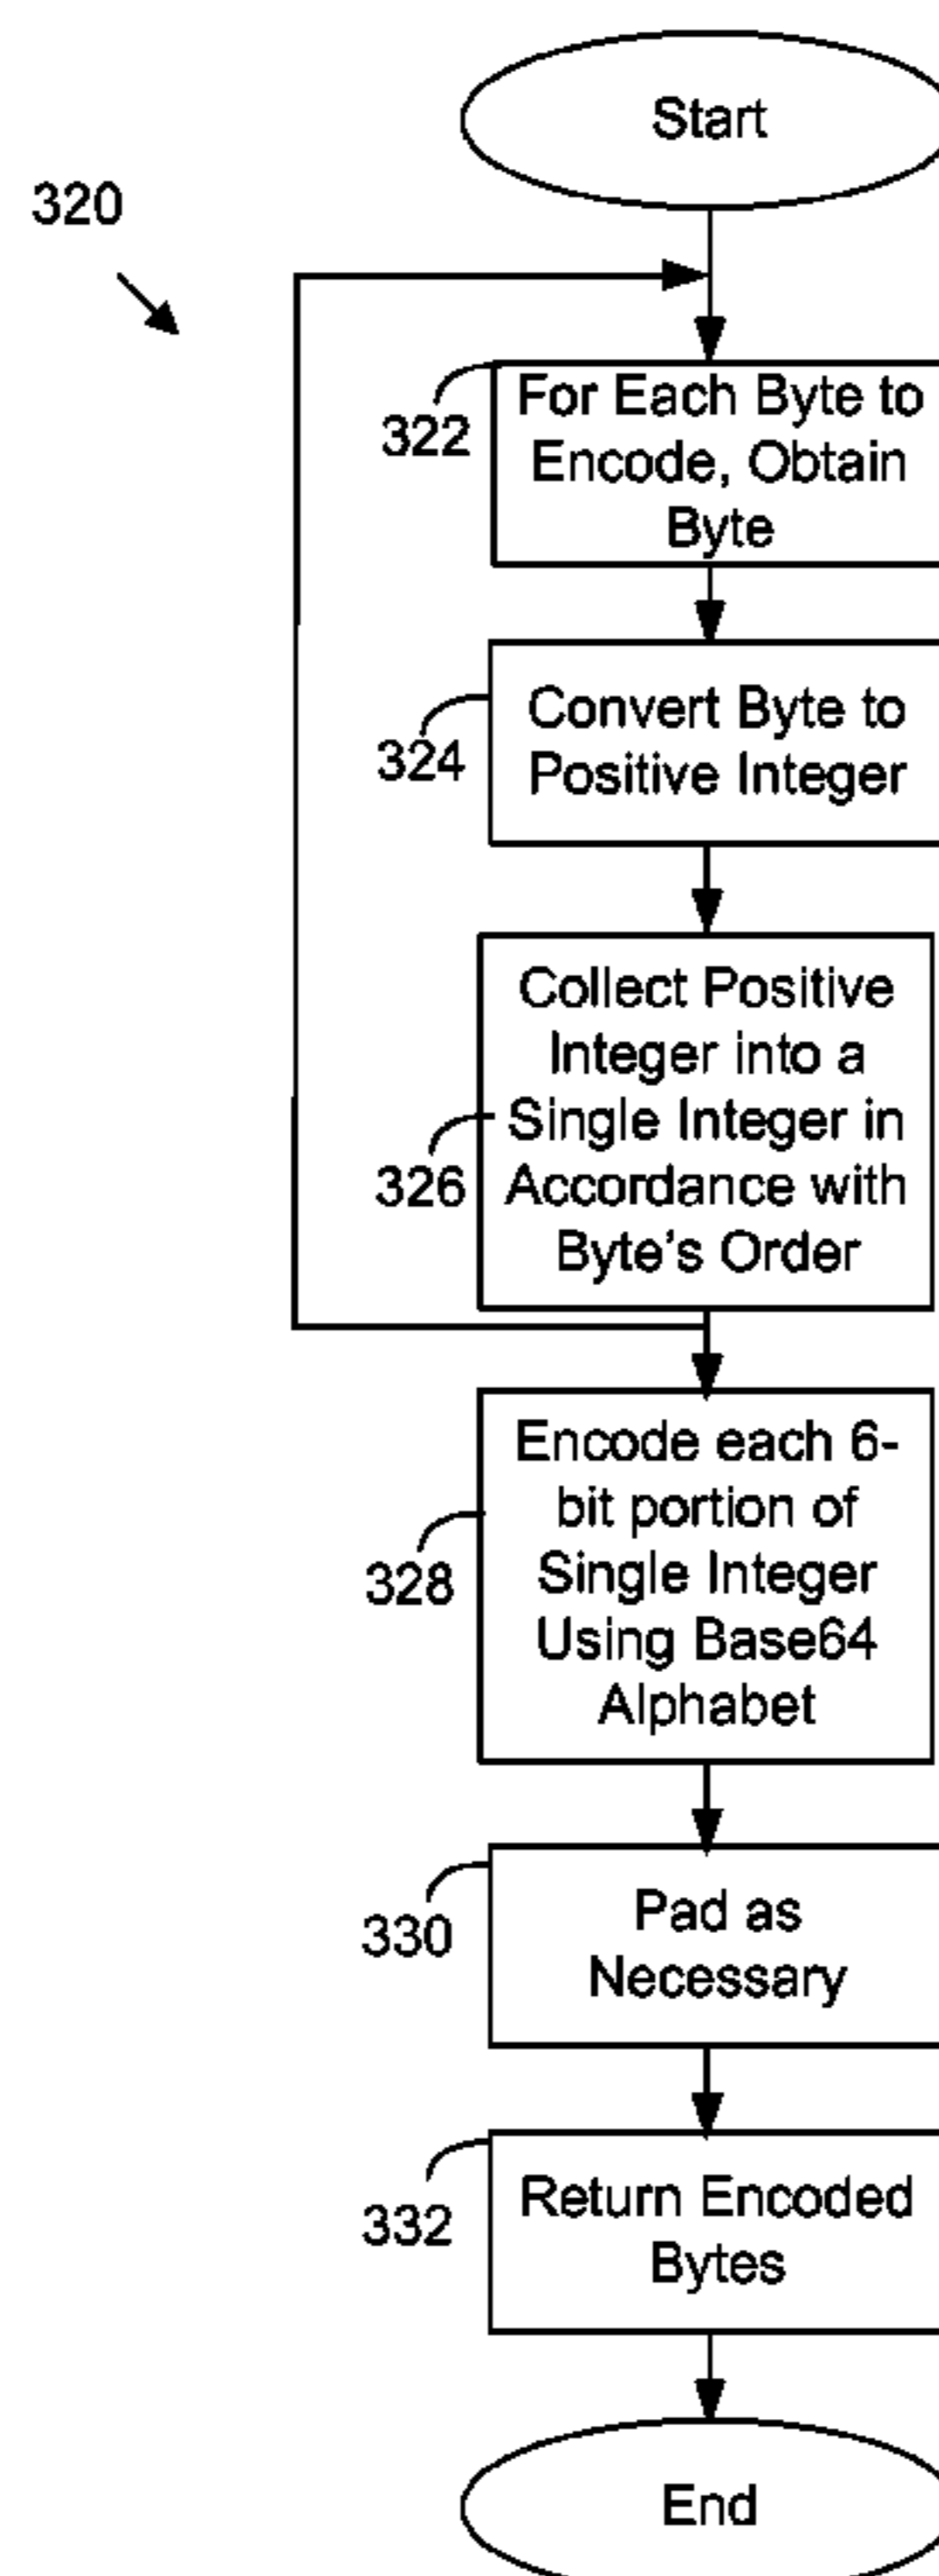 Start
320
322
For Each Byte to
Encode, Obtain
Byte
324
Convert Byte to
Positive Integer
326
Collect Positive
Integer into a
Single Integer in
Accordance with
Byte's Order
328
Encode each 6-
bit portion of
Single Integer
Using Base64
Alphabet
330
Pad as
Necessary
332
Return Encoded
Bytes
End